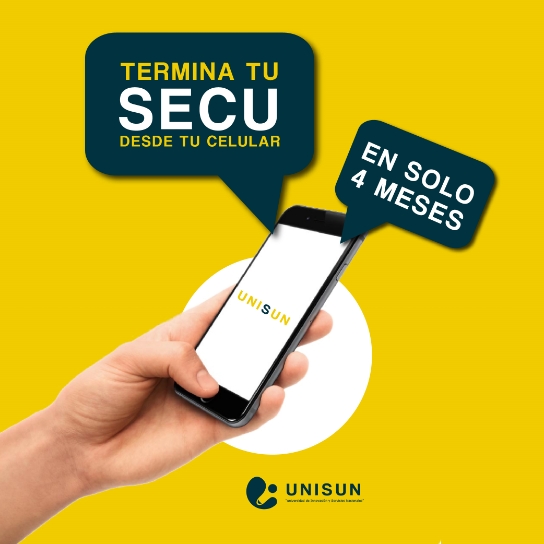 TERMINA TU
SECU
DESDE TU CELULAR
EN SOLO
4 MESES
UNISUN
UNISUN